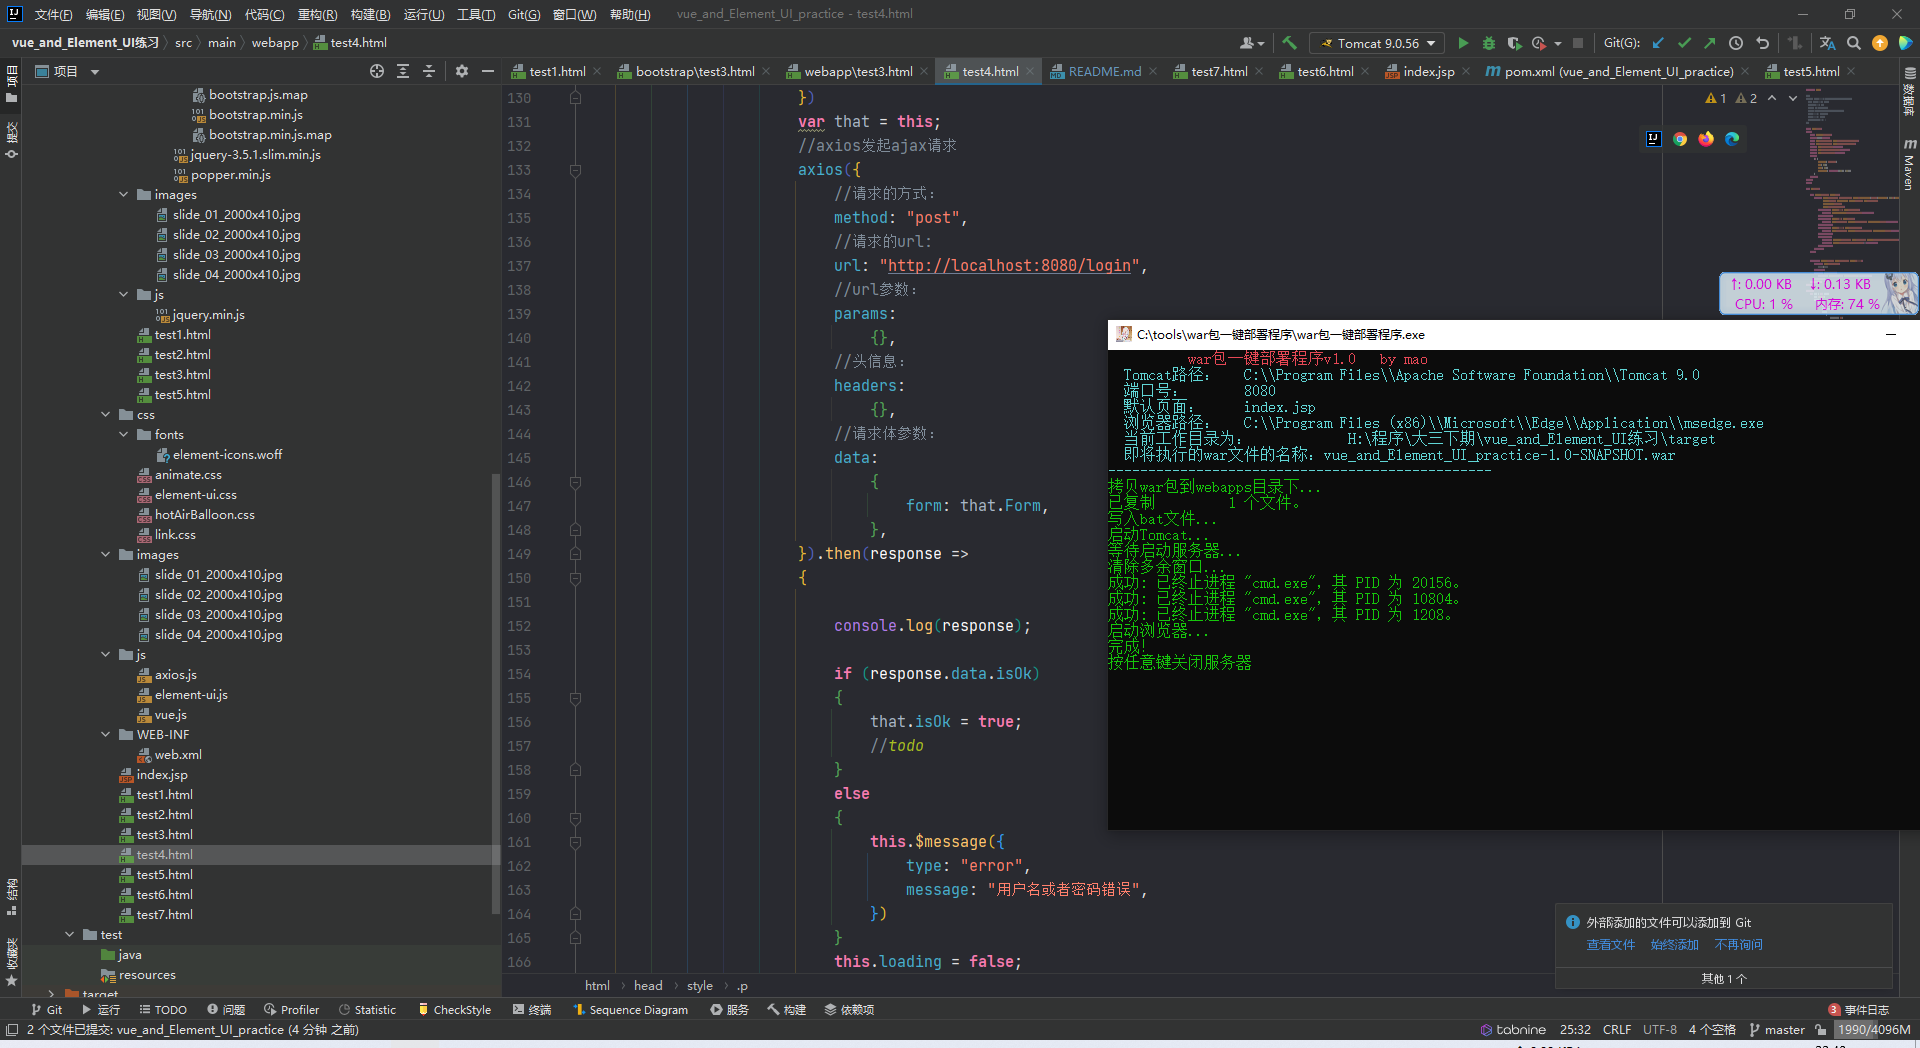 文件(F) 编辑(E) 视图(V) 导航(N) 代码(C) 重构(R) 构建(B) 运行(U) 工具(T) Git(G) 窗口(W) 帮助(H) vue_and_Element_UI_practice - test4.html
vue_and_Element_UI练习 src main webapp test4.html Tomcat 9.0.56 Git(G):
项目 test1.html bootstrap\test3.html webapp\test3.html test4.html README.md test7.html test6.html index.jsp pom.xml (vue_and_Element_UI_practice) test5.html
项目
提交
结构
收藏夹
数据库
Maven
bootstrap.js.map
bootstrap.min.js
bootstrap.min.js.map
jquery-3.5.1.slim.min.js
popper.min.js
images
slide_01_2000x410.jpg
slide_02_2000x410.jpg
slide_03_2000x410.jpg
slide_04_2000x410.jpg
js
jquery.min.js
test1.html
test2.html
test3.html
test5.html
css
fonts
element-icons.woff
animate.css
element-ui.css
hotAirBalloon.css
link.css
images
slide_01_2000x410.jpg
slide_02_2000x410.jpg
slide_03_2000x410.jpg
slide_04_2000x410.jpg
js
axios.js
element-ui.js
vue.js
WEB-INF
web.xml
index.jsp
test1.html
test2.html
test3.html
test4.html
test5.html
test6.html
test7.html
test
java
resources
target
130 })
131 var that = this;
132 //axios发起ajax请求
133 axios({
134 //请求的方式:
135 method: "post",
136 //请求的url:
137 url: "http://localhost:8080/login",
138 //url参数:
139 params:
140 {},
141 //头信息:
142 headers:
143 {},
144 //请求体参数:
145 data:
146 {
147 form: that.Form,
148 },
149 }).then(response =>
150 {
151
152 console.log(response);
153
154 if (response.data.isOk)
155 {
156 that.isOk = true;
157 //todo
158 }
159 else
160 {
161 this.$message({
162 type: "error",
163 message: "用户名或者密码错误",
164 })
165 }
166 this.loading = false;
1 2
↑: 0.00 KB ↓: 0.13 KB
CPU: 1 % 内存: 74 %
C:\tools\war包一键部署程序\war包一键部署程序.exe
war包一键部署程序v1.0 by mao
Tomcat路径: C:\\Program Files\\Apache Software Foundation\\Tomcat 9.0
端口号: 8080
默认页面: index.jsp
浏览器路径: C:\\Program Files (x86)\\Microsoft\\Edge\\Application\\msedge.exe
当前工作目录为: H:\程序\大三下期\vue_and_Element_UI练习\target
即将执行的war文件的名称: vue_and_Element_UI_practice-1.0-SNAPSHOT.war
------------------------------------------------
拷贝war包到webapps目录下...
已复制 1 个文件。
写入bat文件...
启动Tomcat...
等待启动服务器...
清除多余窗口...
成功: 已终止进程 "cmd.exe"，其 PID 为 20156。
成功: 已终止进程 "cmd.exe"，其 PID 为 10804。
成功: 已终止进程 "cmd.exe"，其 PID 为 1208。
启动浏览器...
完成!
按任意键关闭服务器
外部添加的文件可以添加到 Git
查看文件 始终添加 不再询问
其他 1 个
html head style .p
Git 运行 TODO 问题 Profiler Statistic CheckStyle 终端 Sequence Diagram 服务 构建 依赖项 3 事件日志
2 个文件已提交: vue_and_Element_UI_practice (4 分钟 之前) tabnine 25:32 CRLF UTF-8 4 个空格 master 1990/4096M